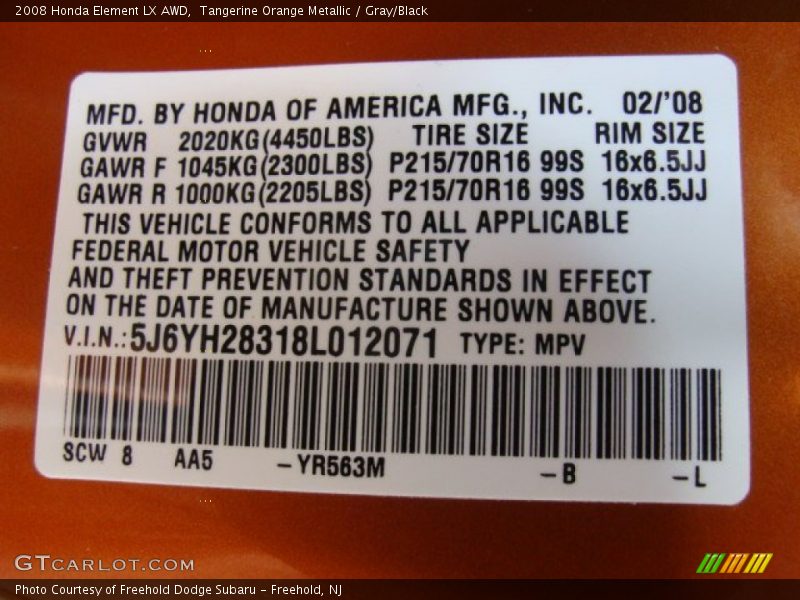 2008 Honda Element LX AWD,  Tangerine Orange Metallic / Gray/Black
...
MFD. BY HONDA OF AMERICA MFG., INC. 02/'08
GVWR 2020KG(4450LBS) TIRE SIZE RIM SIZE
GAWR F 1045KG(2300LBS) P215/70R16 99S 16x6.5JJ
GAWR R 1000KG(2205LBS) P215/70R16 99S 16x6.5JJ
THIS VEHICLE CONFORMS TO ALL APPLICABLE
FEDERAL MOTOR VEHICLE SAFETY
AND THEFT PREVENTION STANDARDS IN EFFECT
ON THE DATE OF MANUFACTURE SHOWN ABOVE.
V.I.N.:5J6YH28318L012071 TYPE: MPV
SCW 8 AA5 -YR563M -B -L
...
GTCARLOT.COM
Photo Courtesy of Freehold Dodge Subaru - Freehold, NJ